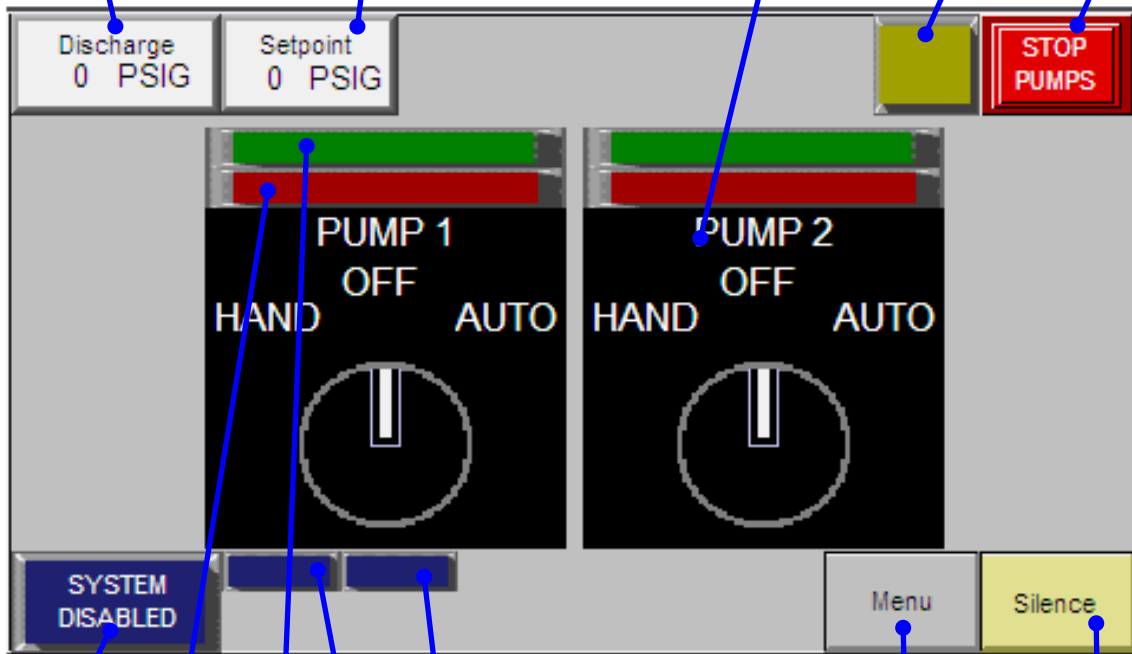 Discharge
0 PSIG
Setpoint
0 PSIG
STOP
PUMPS
PUMP 1
OFF
HAND AUTO
PUMP 2
OFF
HAND AUTO
SYSTEM
DISABLED
Menu
Silence